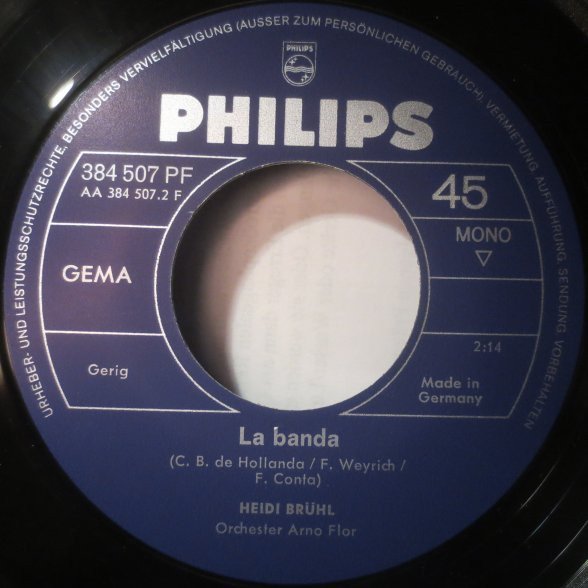 URHEBER- UND LEISTUNGSSCHUTZRECHTE, BESONDERS VERVIELFÄLTIGUNG (AUSSER ZUM PERSÖNLICHEN GEBRAUCH), VERMIETUNG, AUFFÜHRUNG, SENDUNG VORBEHALTEN
PHILIPS
PHILIPS
384 507 PF
AA 384 507.2 F
45
MONO
▽
GEMA
2:14
Gerig
Made in
Germany
La banda
(C. B. de Hollanda / F. Weyrich /
F. Conta)
HEIDI BRÜHL
Orchester Arno Flor